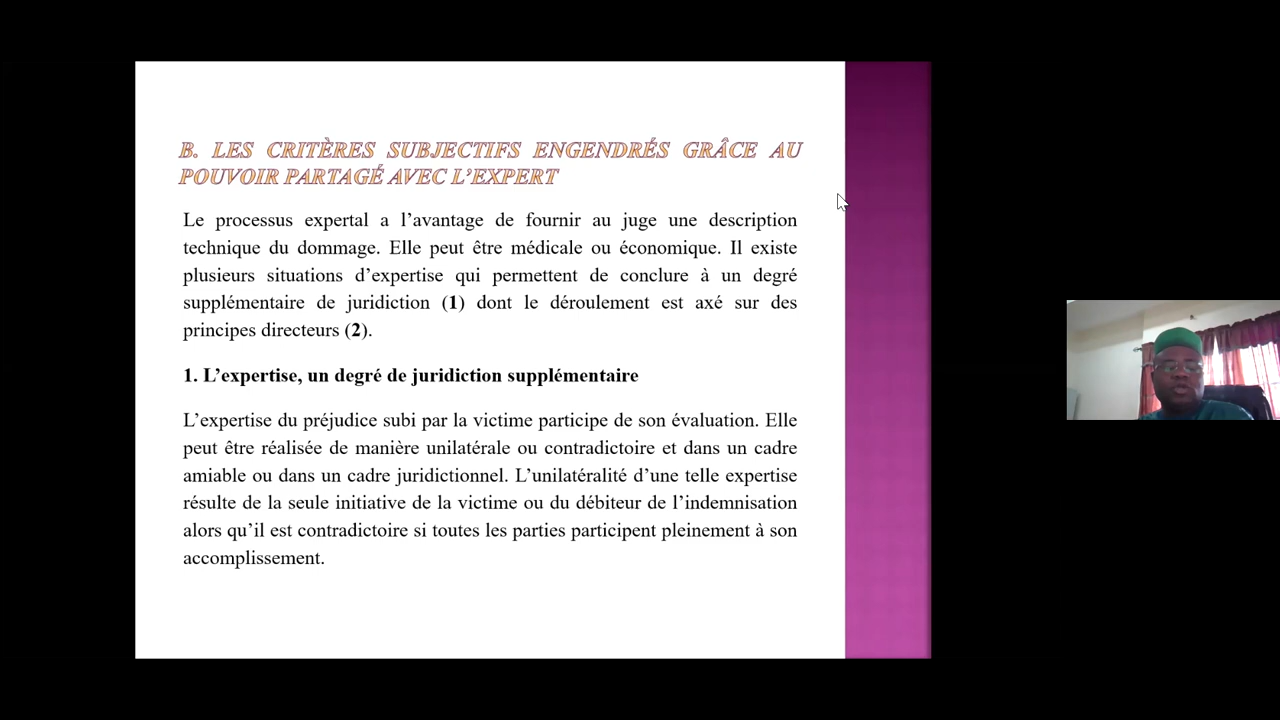 B. LES CRITÈRES SUBJECTIFS ENGENDRÉS GRÂCE AU
POUVOIR PARTAGÉ AVEC L’EXPERT
Le processus expertal a l’avantage de fournir au juge une description
technique du dommage. Elle peut être médicale ou économique. Il existe
plusieurs situations d’expertise qui permettent de conclure à un degré
supplémentaire de juridiction (1) dont le déroulement est axé sur des
principes directeurs (2).
1. L’expertise, un degré de juridiction supplémentaire
L’expertise du préjudice subi par la victime participe de son évaluation. Elle
peut être réalisée de manière unilatérale ou contradictoire et dans un cadre
amiable ou dans un cadre juridictionnel. L’unilatéralité d’une telle expertise
résulte de la seule initiative de la victime ou du débiteur de l’indemnisation
alors qu’il est contradictoire si toutes les parties participent pleinement à son
accomplissement.